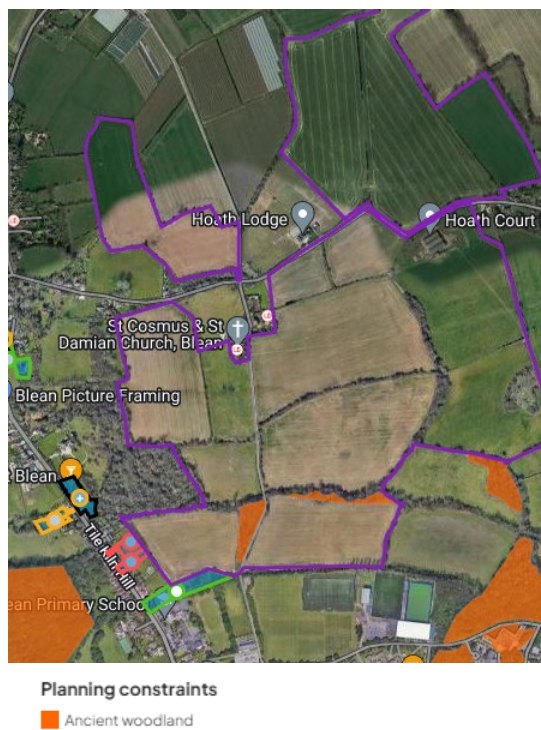 Hoath Lodge
Hoath Court
St Cosmus & St
Damian Church, Blean
Blean Picture Framing
t Blean
Tile Kiln Hill
ean Primary Schoo
Planning constraints
Ancient woodland